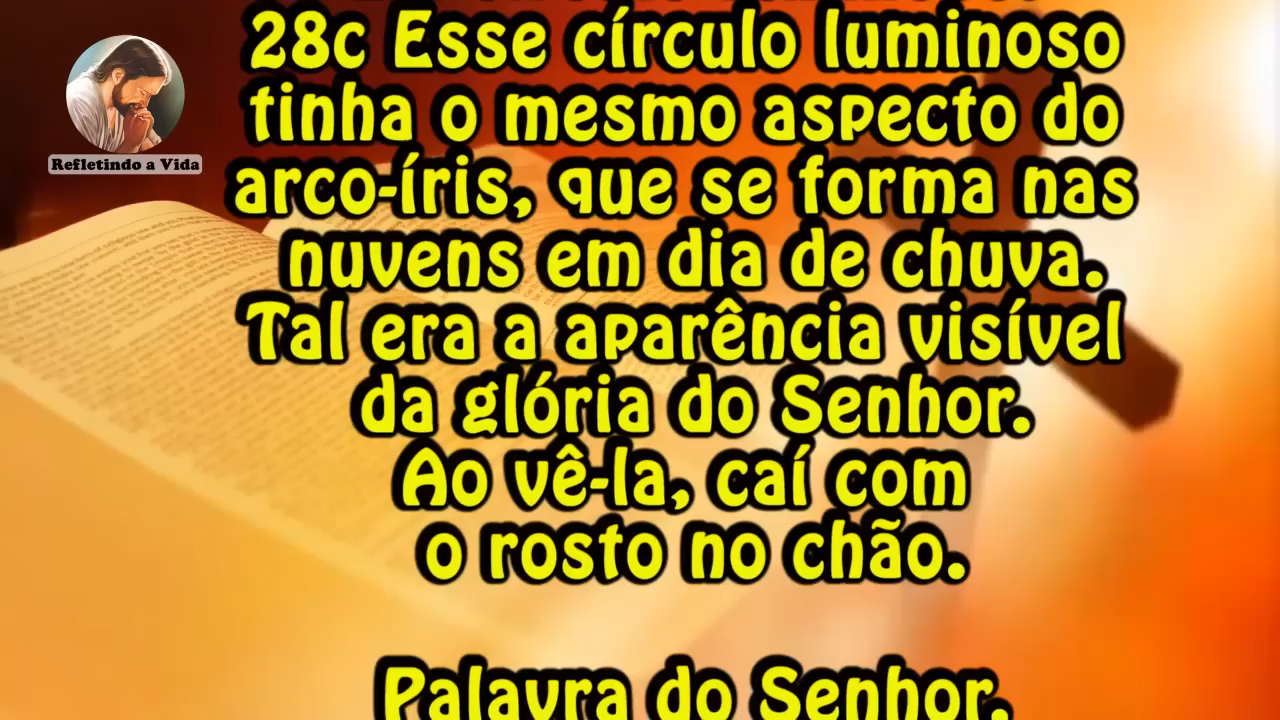 28c Esse círculo luminoso
tinha o mesmo aspecto do
arco-íris, que se forma nas
nuvens em dia de chuva.
Tal era a aparência visível
da glória do Senhor.
Ao vê-la, caí com
o rosto no chão.
Palavra do Senhor.
Refletindo a Vida